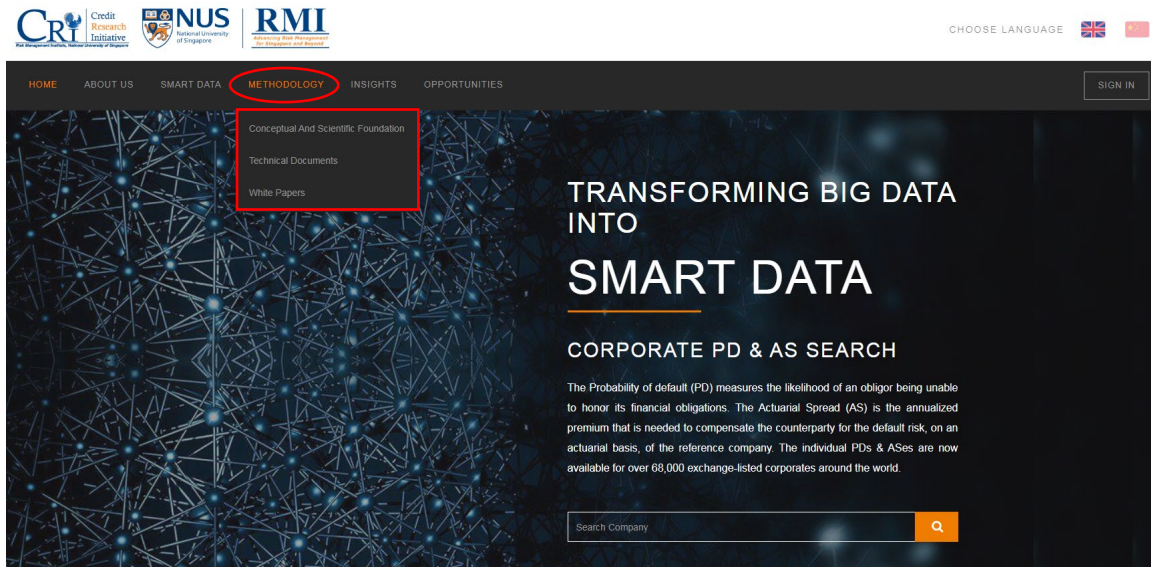 CRI
Credit
Research
Initiative
Risk Management Institute, National University of Singapore
NUS
National University
of Singapore
RMI
Advancing Risk Management
for Singapore and Beyond
CHOOSE LANGUAGE
HOME ABOUT US SMART DATA METHODOLOGY INSIGHTS OPPORTUNITIES SIGN IN
Conceptual And Scientific Foundation
Technical Documents
White Papers
TRANSFORMING BIG DATA
INTO
SMART DATA
CORPORATE PD & AS SEARCH
The Probability of default (PD) measures the likelihood of an obligor being unable
to honor its financial obligations. The Actuarial Spread (AS) is the annualized
premium that is needed to compensate the counterparty for the default risk, on an
actuarial basis, of the reference company. The individual PDs & ASes are now
available for over 68,000 exchange-listed corporates around the world.
Search Company